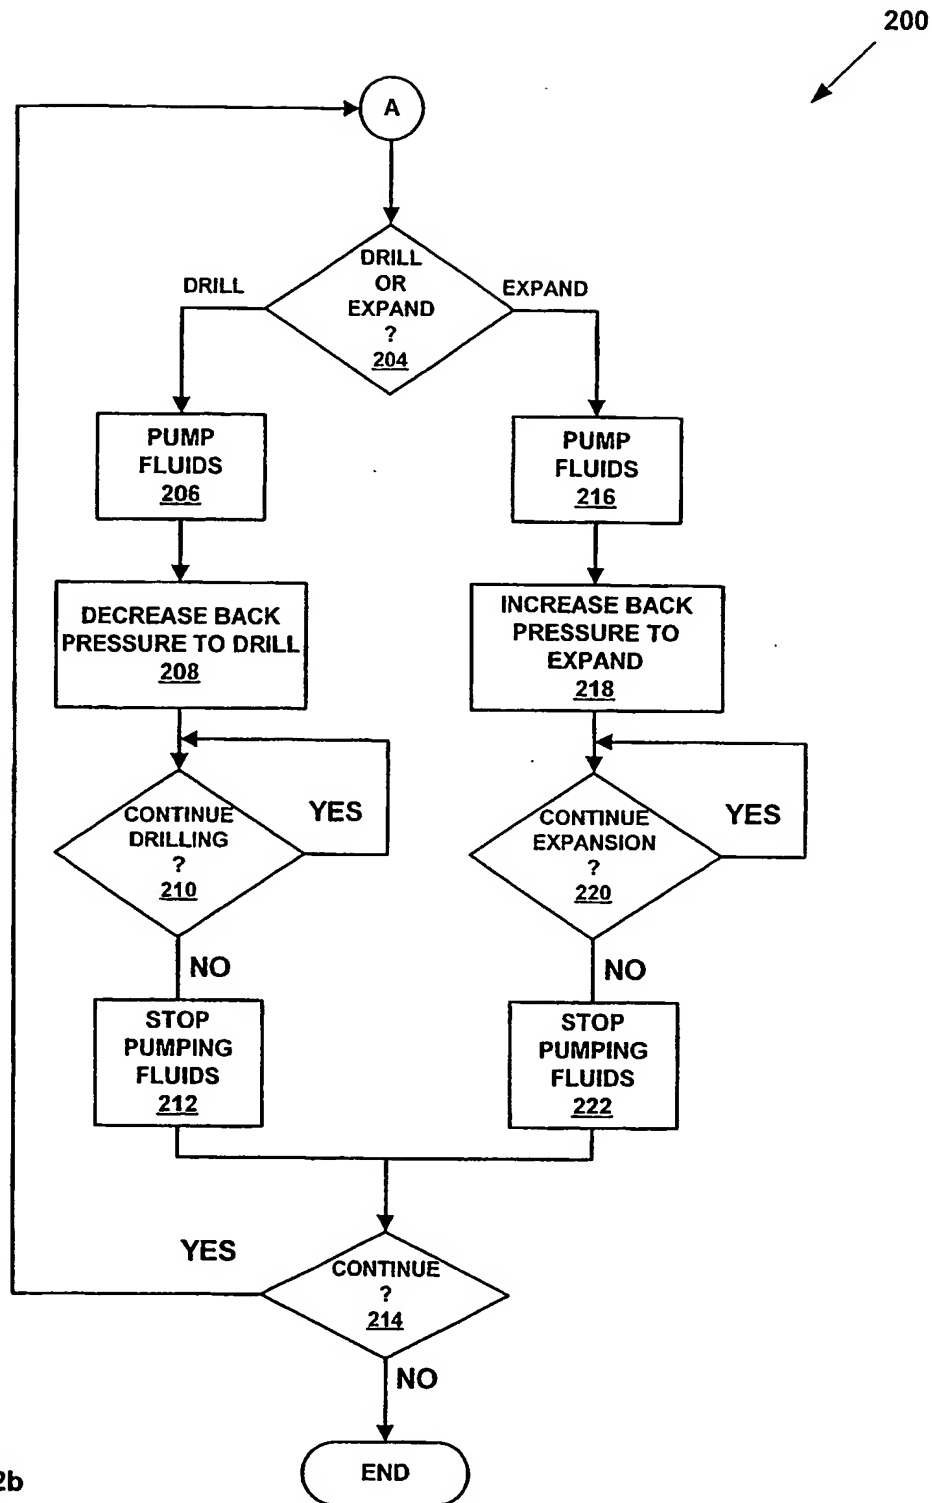 200
A
DRILL
OR
EXPAND
?
204
DRILL
EXPAND
PUMP
FLUIDS
206
PUMP
FLUIDS
216
DECREASE BACK
PRESSURE TO DRILL
208
INCREASE BACK
PRESSURE TO
EXPAND
218
CONTINUE
DRILLING
?
210
YES
CONTINUE
EXPANSION
?
220
YES
NO
NO
STOP
PUMPING
FLUIDS
212
STOP
PUMPING
FLUIDS
222
YES
CONTINUE
?
214
NO
END
2b